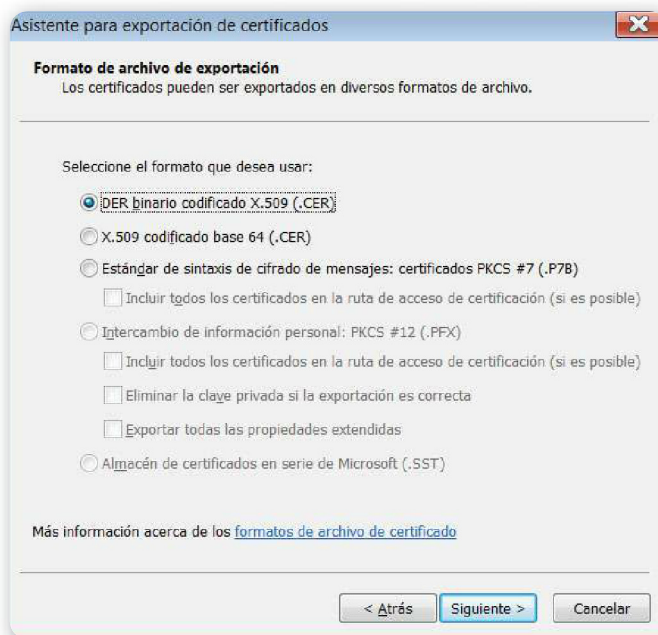 Asistente para exportación de certificados
Formato de archivo de exportación
Los certificados pueden ser exportados en diversos formatos de archivo.
Seleccione el formato que desea usar:
DER binario codificado X.509 (.CER)
X.509 codificado base 64 (.CER)
Estándar de sintaxis de cifrado de mensajes: certificados PKCS #7 (.P7B)
Incluir todos los certificados en la ruta de acceso de certificación (si es posible)
Intercambio de información personal: PKCS #12 (.PFX)
Incluir todos los certificados en la ruta de acceso de certificación (si es posible)
Eliminar la clave privada si la exportación es correcta
Exportar todas las propiedades extendidas
Almacén de certificados en serie de Microsoft (.SST)
Más información acerca de los formatos de archivo de certificado
< Atrás Siguiente > Cancelar